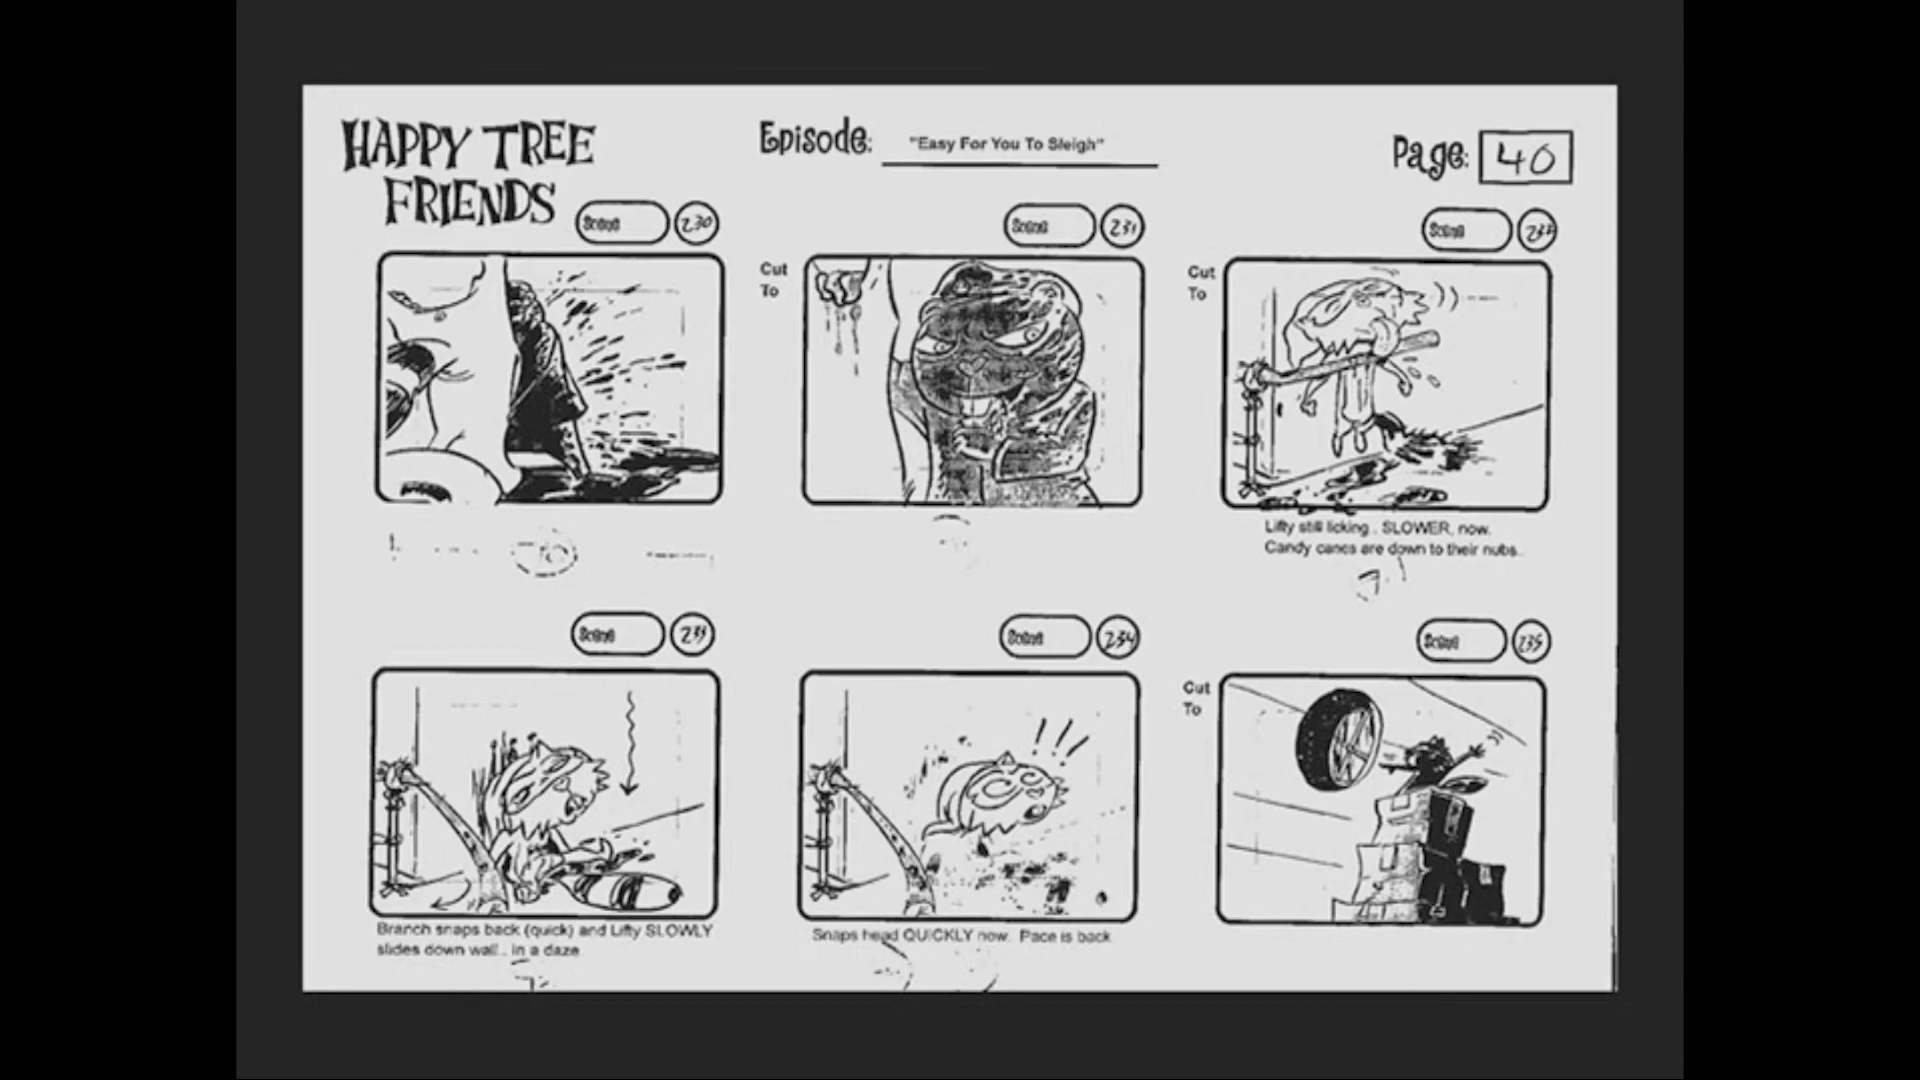 HAPPY TREE
FRIENDS
Episode: "Easy For You To Sleigh"
Page: 40
Scene 230
Scene 231
Scene 232
Cut
To
Cut
To
Lifty still licking. SLOWER, now.
Candy canes are down to their nubs.
Scene 233
Scene 234
Scene 235
Cut
To
Branch snaps back (quick) and Lifty SLOWLY
slides down wall.. in a daze
Snaps head QUICKLY now. Pace is back